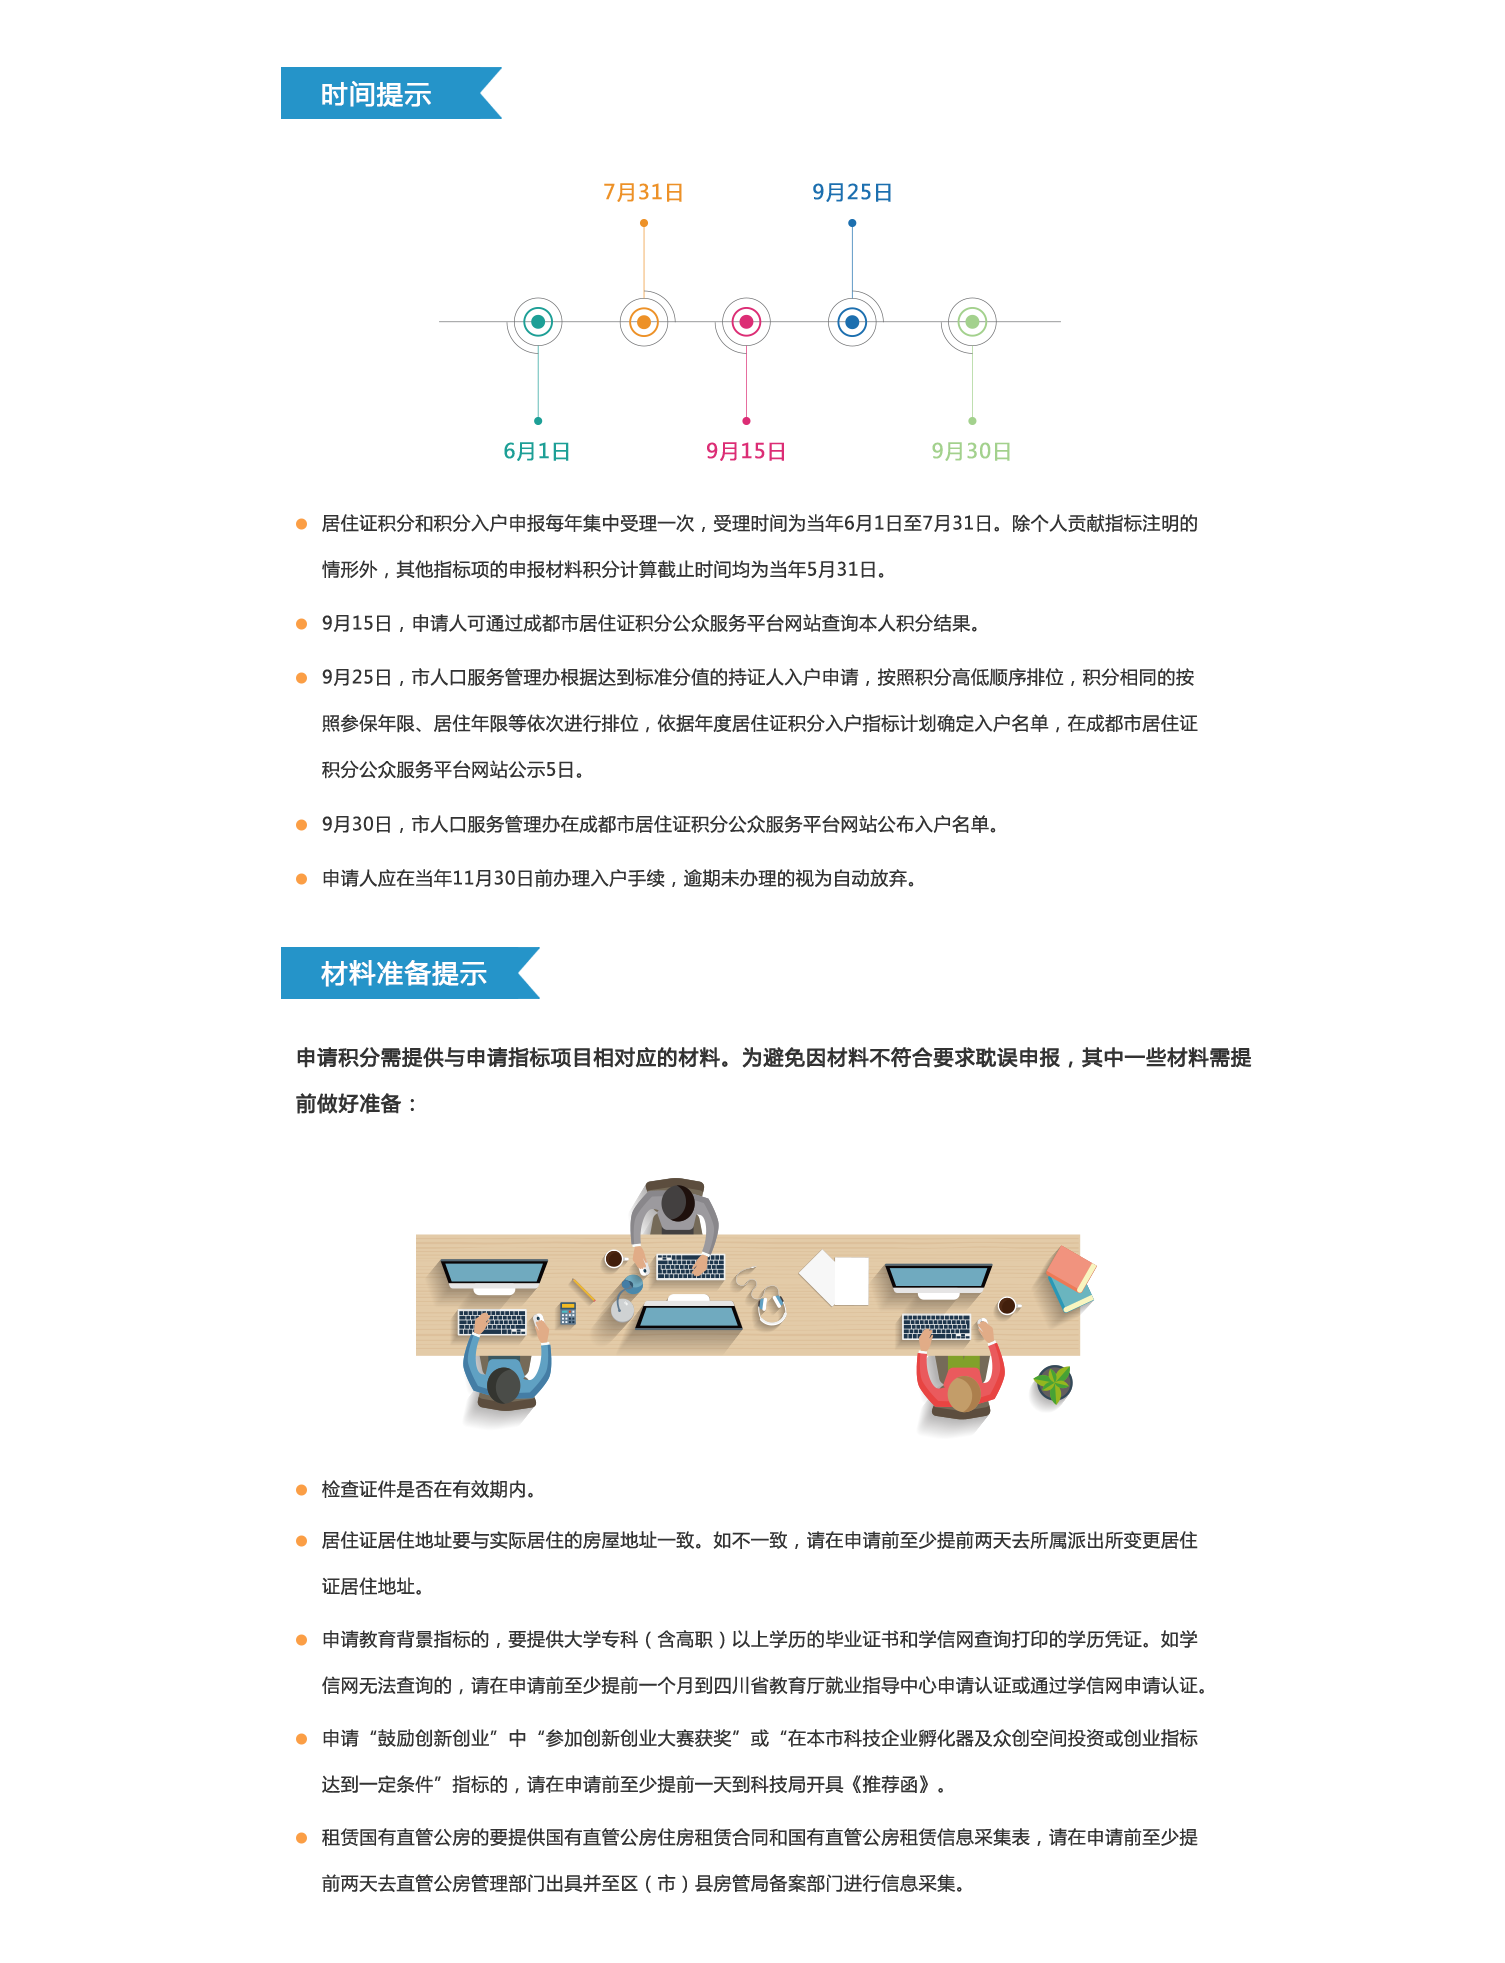 时间提示
7月31日
9月25日
6月1日
9月15日
9月30日
居住证积分和积分入户申报每年集中受理一次，受理时间为当年6月1日至7月31日。除个人贡献指标注明的
情形外，其他指标项的申报材料积分计算截止时间均为当年5月31日。
9月15日，申请人可通过成都市居住证积分公众服务平台网站查询本人积分结果。
9月25日，市人口服务管理办根据达到标准分值的持证人入户申请，按照积分高低顺序排位，积分相同的按
照参保年限、居住年限等依次进行排位，依据年度居住证积分入户指标计划确定入户名单，在成都市居住证
积分公众服务平台网站公示5日。
9月30日，市人口服务管理办在成都市居住证积分公众服务平台网站公布入户名单。
申请人应在当年11月30日前办理入户手续，逾期未办理的视为自动放弃。
材料准备提示
申请积分需提供与申请指标项目相对应的材料。为避免因材料不符合要求耽误申报，其中一些材料需提
前做好准备：
检查证件是否在有效期内。
居住证居住地址要与实际居住的房屋地址一致。如不一致，请在申请前至少提前两天去所属派出所变更居住
证居住地址。
申请教育背景指标的，要提供大学专科（含高职）以上学历的毕业证书和学信网查询打印的学历凭证。如学
信网无法查询的，请在申请前至少提前一个月到四川省教育厅就业指导中心申请认证或通过学信网申请认证。
申请“鼓励创新创业”中“参加创新创业大赛获奖”或“在本市科技企业孵化器及众创空间投资或创业指标
达到一定条件”指标的，请在申请前至少提前一天到科技局开具《推荐函》。
租赁国有直管公房的要提供国有直管公房住房租赁合同和国有直管公房租赁信息采集表，请在申请前至少提
前两天去直管公房管理部门出具并至区（市）县房管局备案部门进行信息采集。